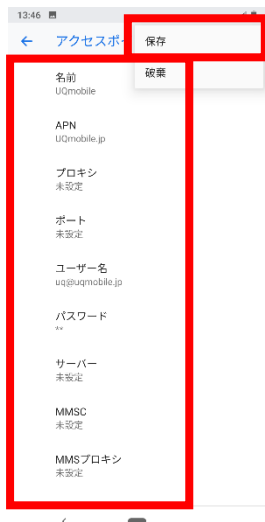 13:46
アクセスポ
保存
破棄
名前
UQmobile
APN
UQmobile.jp
プロキシ
未設定
ポート
未設定
ユーザー名
uq@uqmobile.jp
パスワード
**
サーバー
未設定
MMSC
未設定
MMSプロキシ
未設定